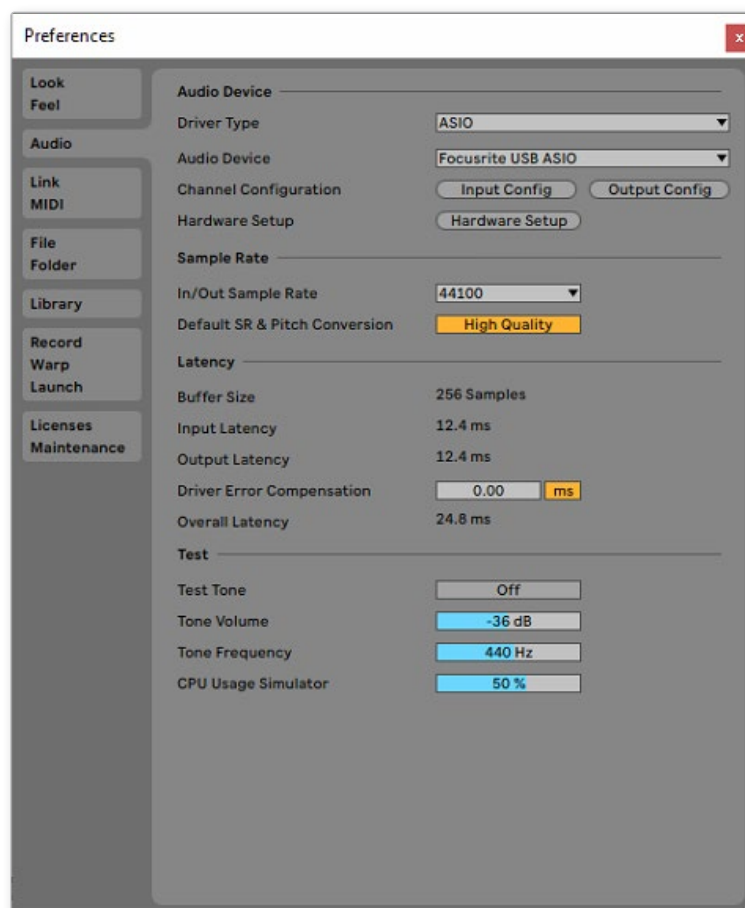 Preferences
x
Look
Feel
Audio
Link
MIDI
File
Folder
Library
Record
Warp
Launch
Licenses
Maintenance
Audio Device
Driver Type ASIO
Audio Device Focusrite USB ASIO
Channel Configuration Input Config Output Config
Hardware Setup Hardware Setup
Sample Rate
In/Out Sample Rate 44100
Default SR & Pitch Conversion High Quality
Latency
Buffer Size 256 Samples
Input Latency 12.4 ms
Output Latency 12.4 ms
Driver Error Compensation 0.00 ms
Overall Latency 24.8 ms
Test
Test Tone Off
Tone Volume -36 dB
Tone Frequency 440 Hz
CPU Usage Simulator 50 %